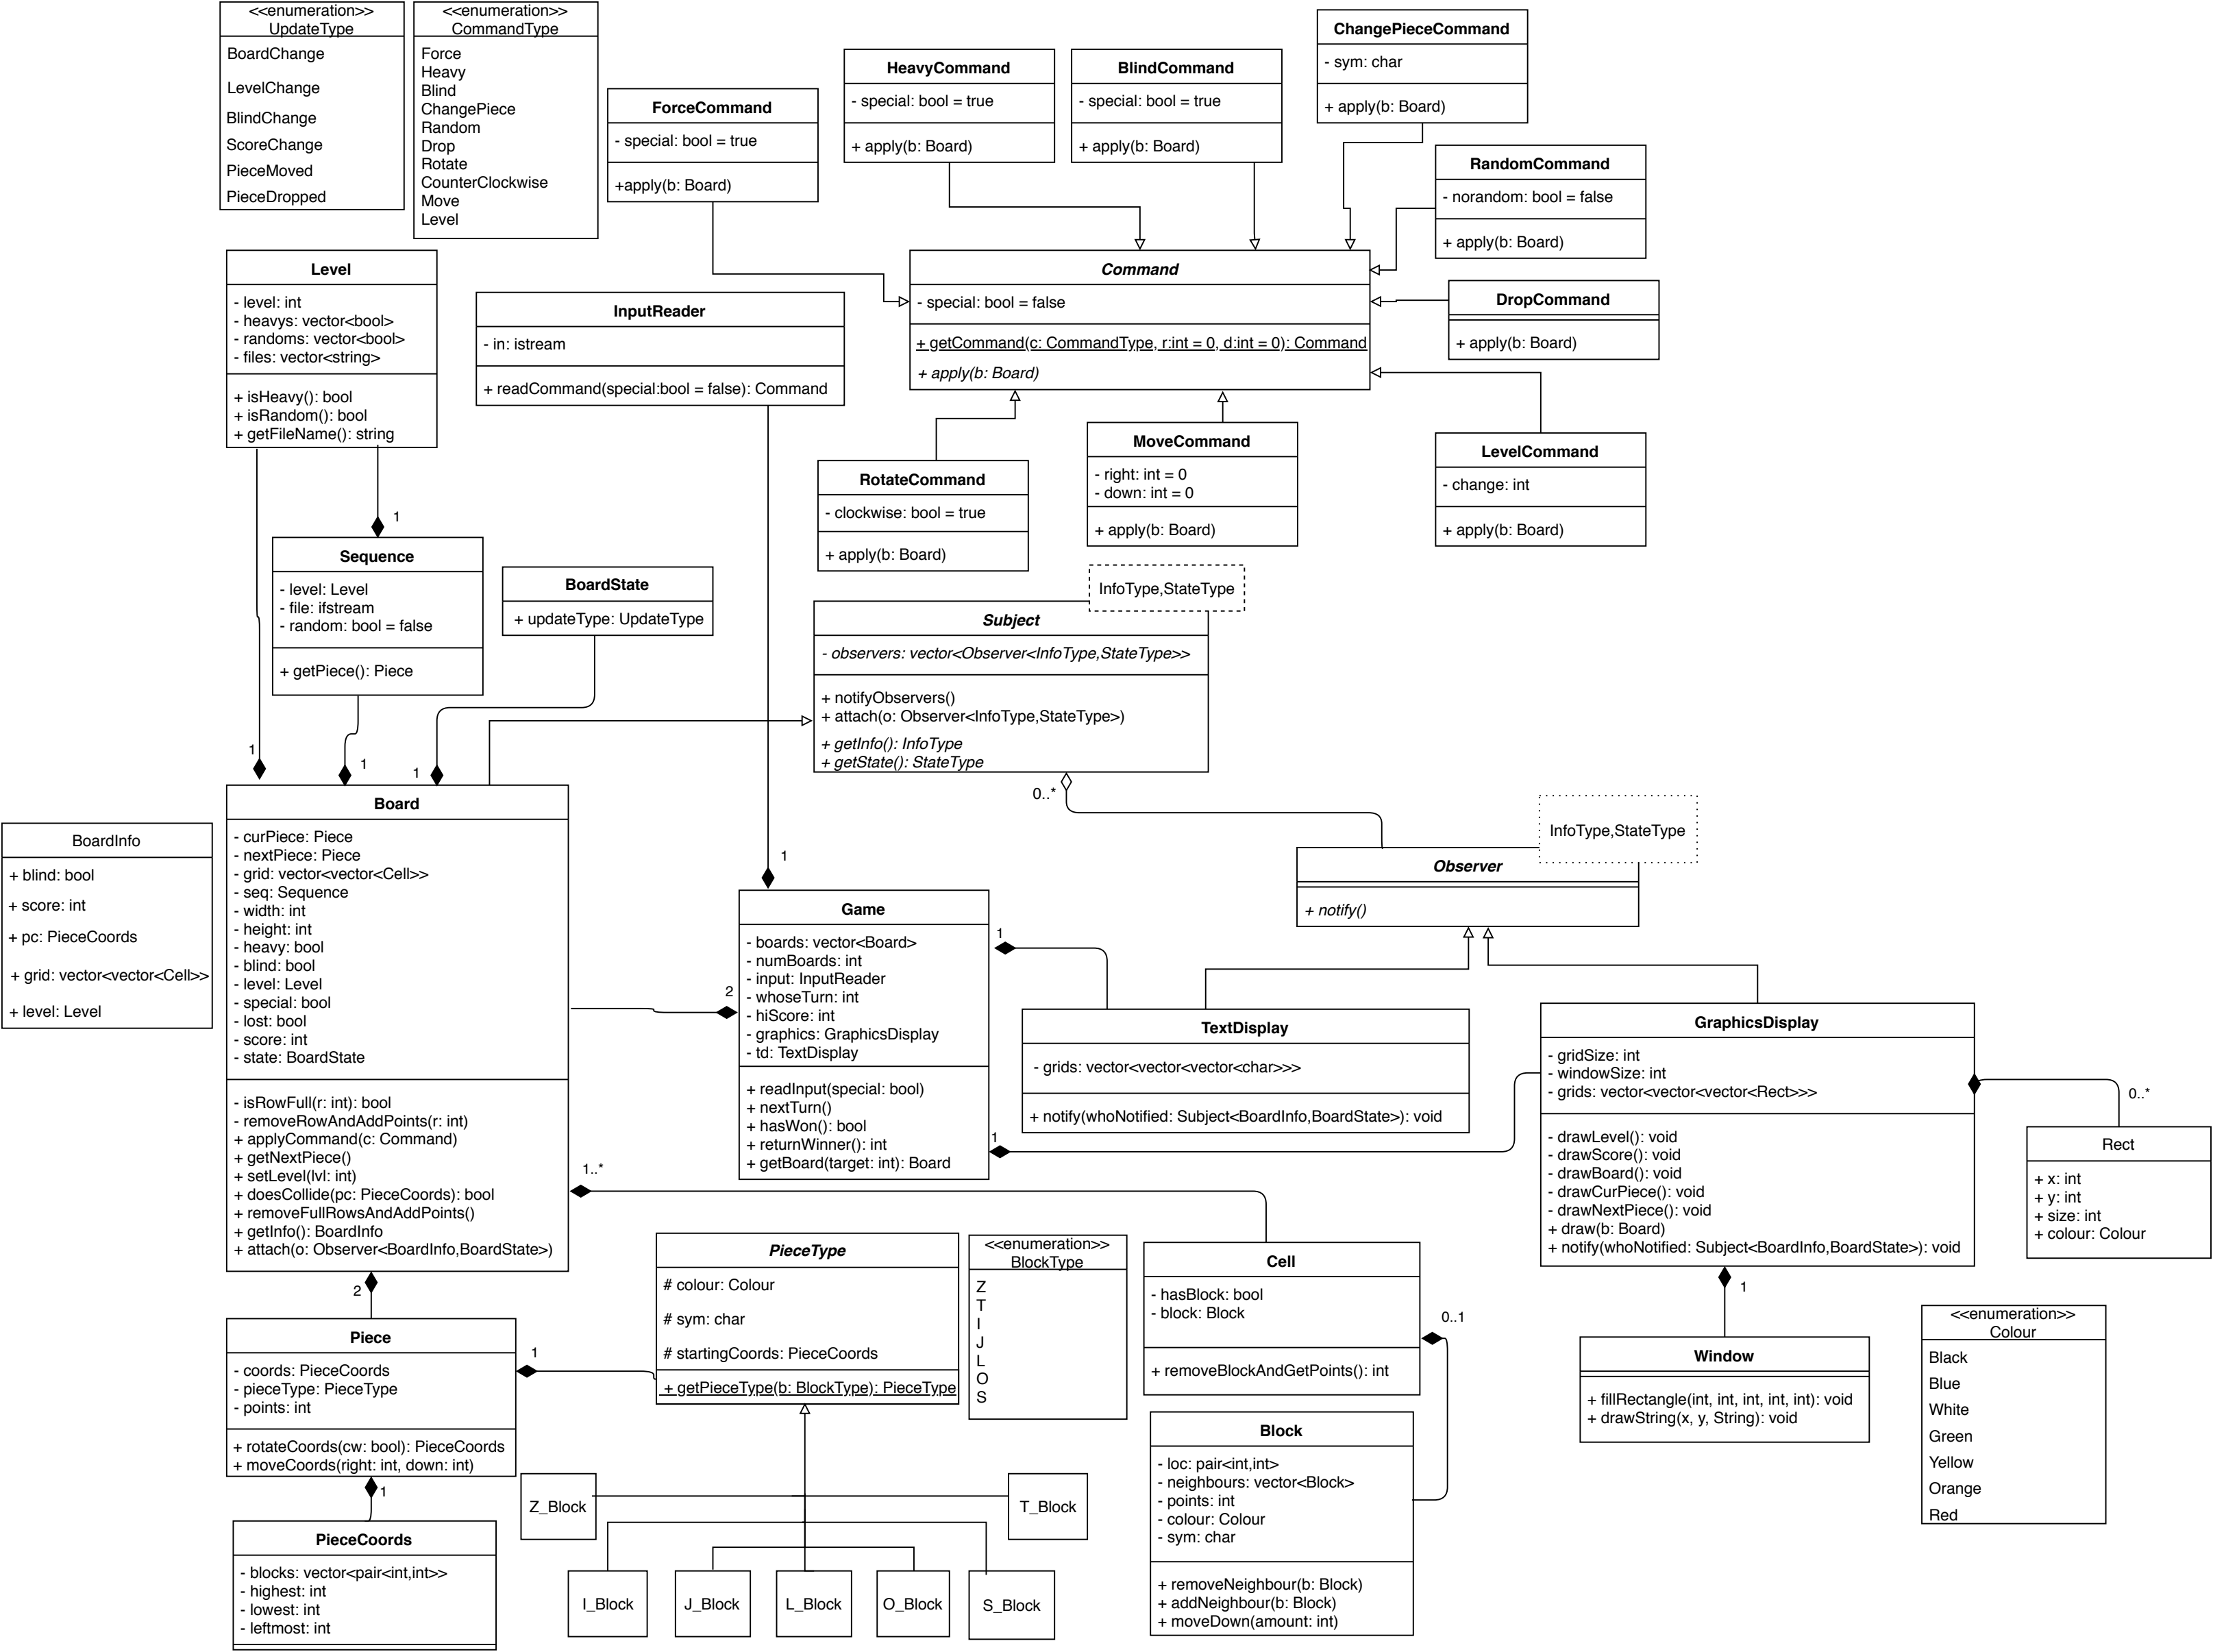 <<enumeration>>
UpdateType
BoardChange
LevelChange
BlindChange
ScoreChange
PieceMoved
PieceDropped
<<enumeration>>
CommandType
Force
Heavy
Blind
ChangePiece
Random
Drop
Rotate
CounterClockwise
Move
Level
ForceCommand
- special: bool = true
+apply(b: Board)
HeavyCommand
- special: bool = true
+ apply(b: Board)
BlindCommand
- special: bool = true
+ apply(b: Board)
ChangePieceCommand
- sym: char
+ apply(b: Board)
RandomCommand
- norandom: bool = false
+ apply(b: Board)
Level
- level: int
- heavys: vector<bool>
- randoms: vector<bool>
- files: vector<string>
+ isHeavy(): bool
+ isRandom(): bool
+ getFileName(): string
InputReader
- in: istream
+ readCommand(special:bool = false): Command
Command
- special: bool = false
+ getCommand(c: CommandType, r:int = 0, d:int = 0): Command
+ apply(b: Board)
DropCommand
+ apply(b: Board)
RotateCommand
- clockwise: bool = true
+ apply(b: Board)
MoveCommand
- right: int = 0
- down: int = 0
+ apply(b: Board)
LevelCommand
- change: int
+ apply(b: Board)
1
Sequence
- level: Level
- file: ifstream
- random: bool = false
+ getPiece(): Piece
BoardState
+ updateType: UpdateType
InfoType,StateType
Subject
- observers: vector<Observer<InfoType,StateType>>
+ notifyObservers()
+ attach(o: Observer<InfoType,StateType>)
+ getInfo(): InfoType
+ getState(): StateType
1
1
1
0..*
BoardInfo
+ blind: bool
+ score: int
+ pc: PieceCoords
+ grid: vector<vector<Cell>>
+ level: Level
Board
- curPiece: Piece
- nextPiece: Piece
- grid: vector<vector<Cell>>
- seq: Sequence
- width: int
- height: int
- heavy: bool
- blind: bool
- level: Level
- special: bool
- lost: bool
- score: int
- state: BoardState
- isRowFull(r: int): bool
- removeRowAndAddPoints(r: int)
+ applyCommand(c: Command)
+ getNextPiece()
+ setLevel(lvl: int)
+ doesCollide(pc: PieceCoords): bool
+ removeFullRowsAndAddPoints()
+ getInfo(): BoardInfo
+ attach(o: Observer<BoardInfo,BoardState>)
1
2
Game
- boards: vector<Board>
- numBoards: int
- input: InputReader
- whoseTurn: int
- hiScore: int
- graphics: GraphicsDisplay
- td: TextDisplay
+ readInput(special: bool)
+ nextTurn()
+ hasWon(): bool
+ returnWinner(): int
+ getBoard(target: int): Board
1
1
InfoType,StateType
Observer
+ notify()
TextDisplay
- grids: vector<vector<vector<char>>>
+ notify(whoNotified: Subject<BoardInfo,BoardState>): void
GraphicsDisplay
- gridSize: int
- windowSize: int
- grids: vector<vector<vector<Rect>>>
- drawLevel(): void
- drawScore(): void
- drawBoard(): void
- drawCurPiece(): void
- drawNextPiece(): void
+ draw(b: Board)
+ notify(whoNotified: Subject<BoardInfo,BoardState>): void
0..*
Rect
+ x: int
+ y: int
+ size: int
+ colour: Colour
1..*
2
Piece
- coords: PieceCoords
- pieceType: PieceType
- points: int
+ rotateCoords(cw: bool): PieceCoords
+ moveCoords(right: int, down: int)
1
1
PieceCoords
- blocks: vector<pair<int,int>>
- highest: int
- lowest: int
- leftmost: int
PieceType
# colour: Colour
# sym: char
# startingCoords: PieceCoords
+ getPieceType(b: BlockType): PieceType
<<enumeration>>
BlockType
Z
T
I
J
L
O
S
Z_Block
T_Block
I_Block
J_Block
L_Block
O_Block
S_Block
Cell
- hasBlock: bool
- block: Block
+ removeBlockAndGetPoints(): int
0..1
Block
- loc: pair<int,int>
- neighbours: vector<Block>
- points: int
- colour: Colour
- sym: char
+ removeNeighbour(b: Block)
+ addNeighbour(b: Block)
+ moveDown(amount: int)
1
Window
+ fillRectangle(int, int, int, int, int): void
+ drawString(x, y, String): void
<<enumeration>>
Colour
Black
Blue
White
Green
Yellow
Orange
Red